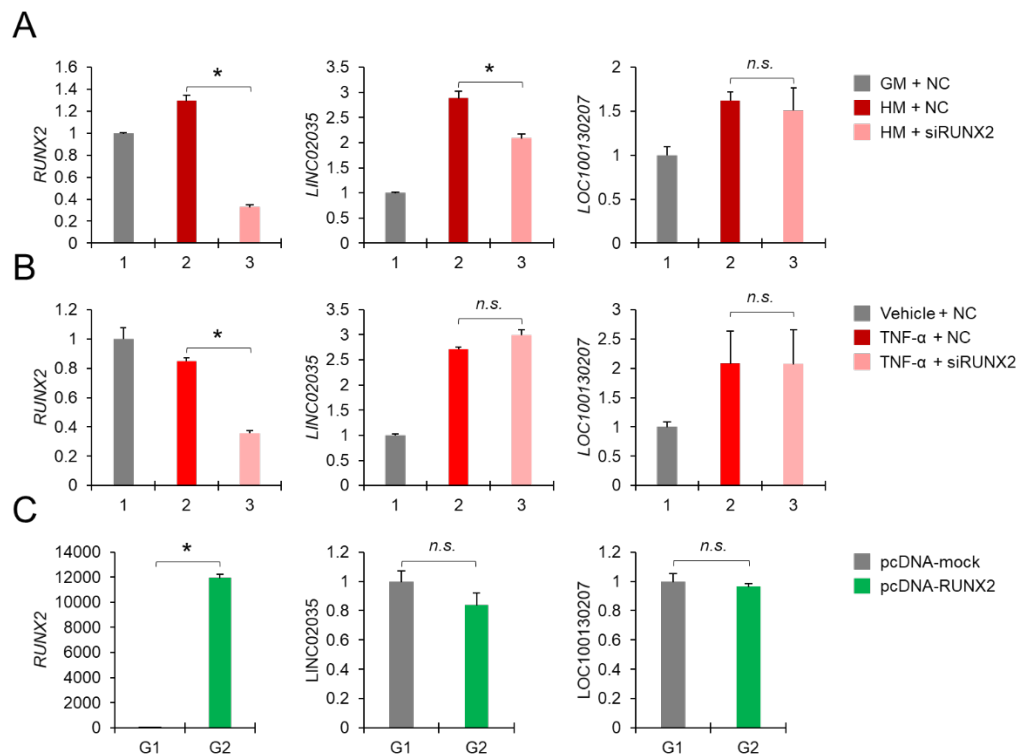 A
RUNX2
1.6
1.4
1.2
1
0.8
0.6
0.4
0.2
0
*
1 2 3
LINC02035
3.5
3
2.5
2
1.5
1
0.5
0
*
1 2 3
LOC100130207
2
1.5
1
0.5
0
n.s.
1 2 3
GM + NC
HM + NC
HM + siRUNX2
B
RUNX2
1.2
1
0.8
0.6
0.4
0.2
0
*
1 2 3
LINC02035
3.5
3
2.5
2
1.5
1
0.5
0
n.s.
1 2 3
LOC100130207
3
2.5
2
1.5
1
0.5
0
n.s.
1 2 3
Vehicle + NC
TNF-α + NC
TNF-α + siRUNX2
C
RUNX2
14000
12000
10000
8000
6000
4000
2000
0
*
G1 G2
LINC02035
1.2
1
0.8
0.6
0.4
0.2
0
n.s.
G1 G2
LOC100130207
1.2
1
0.8
0.6
0.4
0.2
0
n.s.
G1 G2
pcDNA-mock
pcDNA-RUNX2